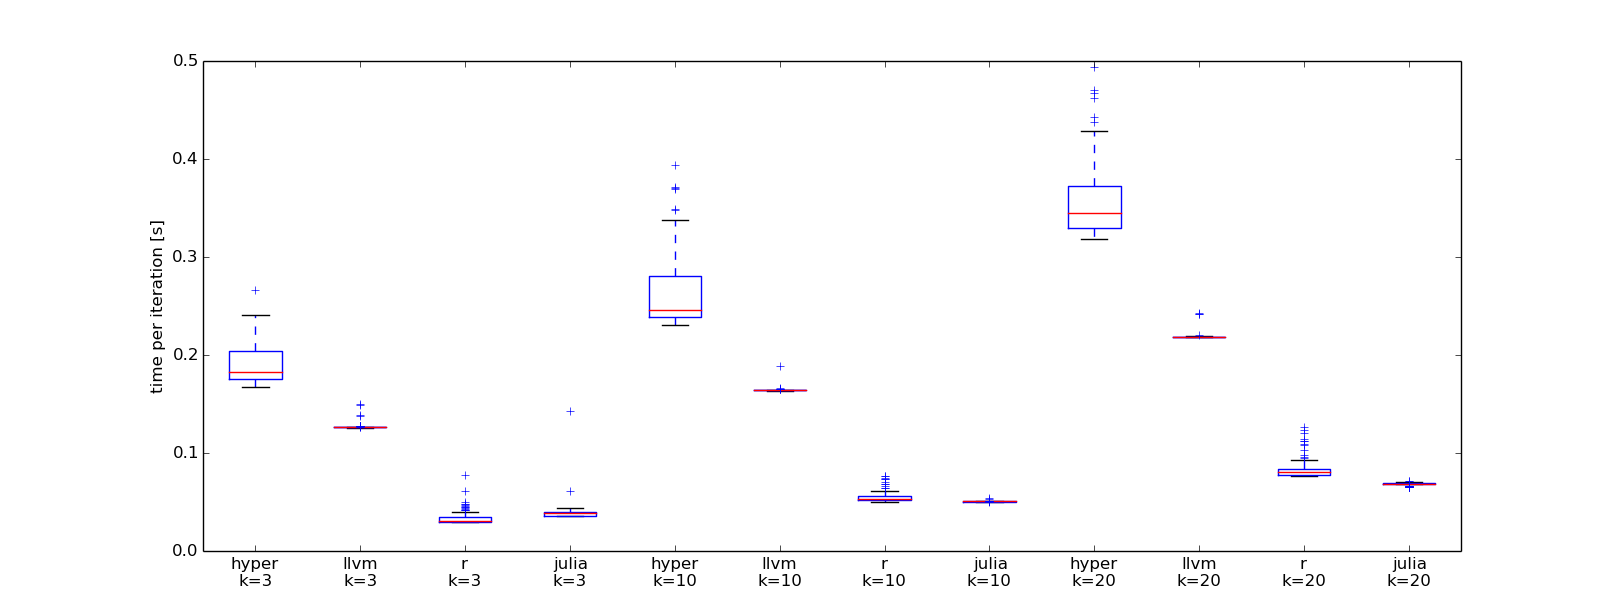 0.5
0.4
0.3
0.2
0.1
0.0
time per iteration [s]
hyper llvm r julia hyper llvm r julia hyper llvm r julia
k=3 k=3 k=3 k=3 k=10 k=10 k=10 k=10 k=20 k=20 k=20 k=20